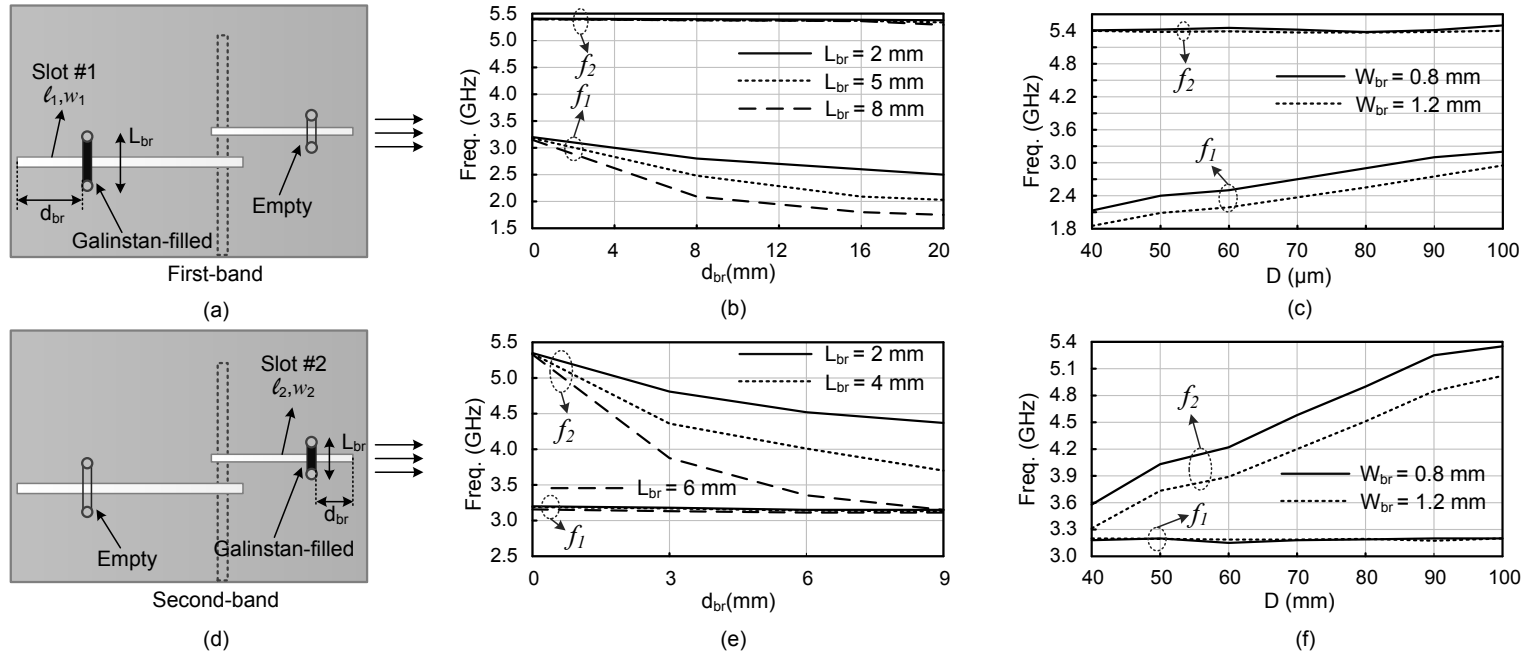 Slot #1
ℓ1,w1
Lbr
dbr
Galinstan-filled
Empty
First-band
(a)
5.5
5.0
4.5
4.0
3.5
3.0
2.5
2.0
1.5
Freq. (GHz)
f2
f1
Lbr = 2 mm
Lbr = 5 mm
Lbr = 8 mm
0 4 8 12 16 20
dbr(mm)
(b)
5.4
4.8
4.2
3.6
3.0
2.4
1.8
Freq. (GHz)
f2
f1
Wbr = 0.8 mm
Wbr = 1.2 mm
40 50 60 70 80 90 100
D (μm)
(c)
Slot #2
ℓ2,w2
Lbr
dbr
Empty
Galinstan-filled
Second-band
(d)
5.5
5.0
4.5
4.0
3.5
3.0
2.5
Freq. (GHz)
f2
f1
Lbr = 2 mm
Lbr = 4 mm
Lbr = 6 mm
0 3 6 9
dbr(mm)
(e)
5.4
5.1
4.8
4.5
4.2
3.9
3.6
3.3
3.0
Freq. (GHz)
f2
f1
Wbr = 0.8 mm
Wbr = 1.2 mm
40 50 60 70 80 90 100
D (mm)
(f)